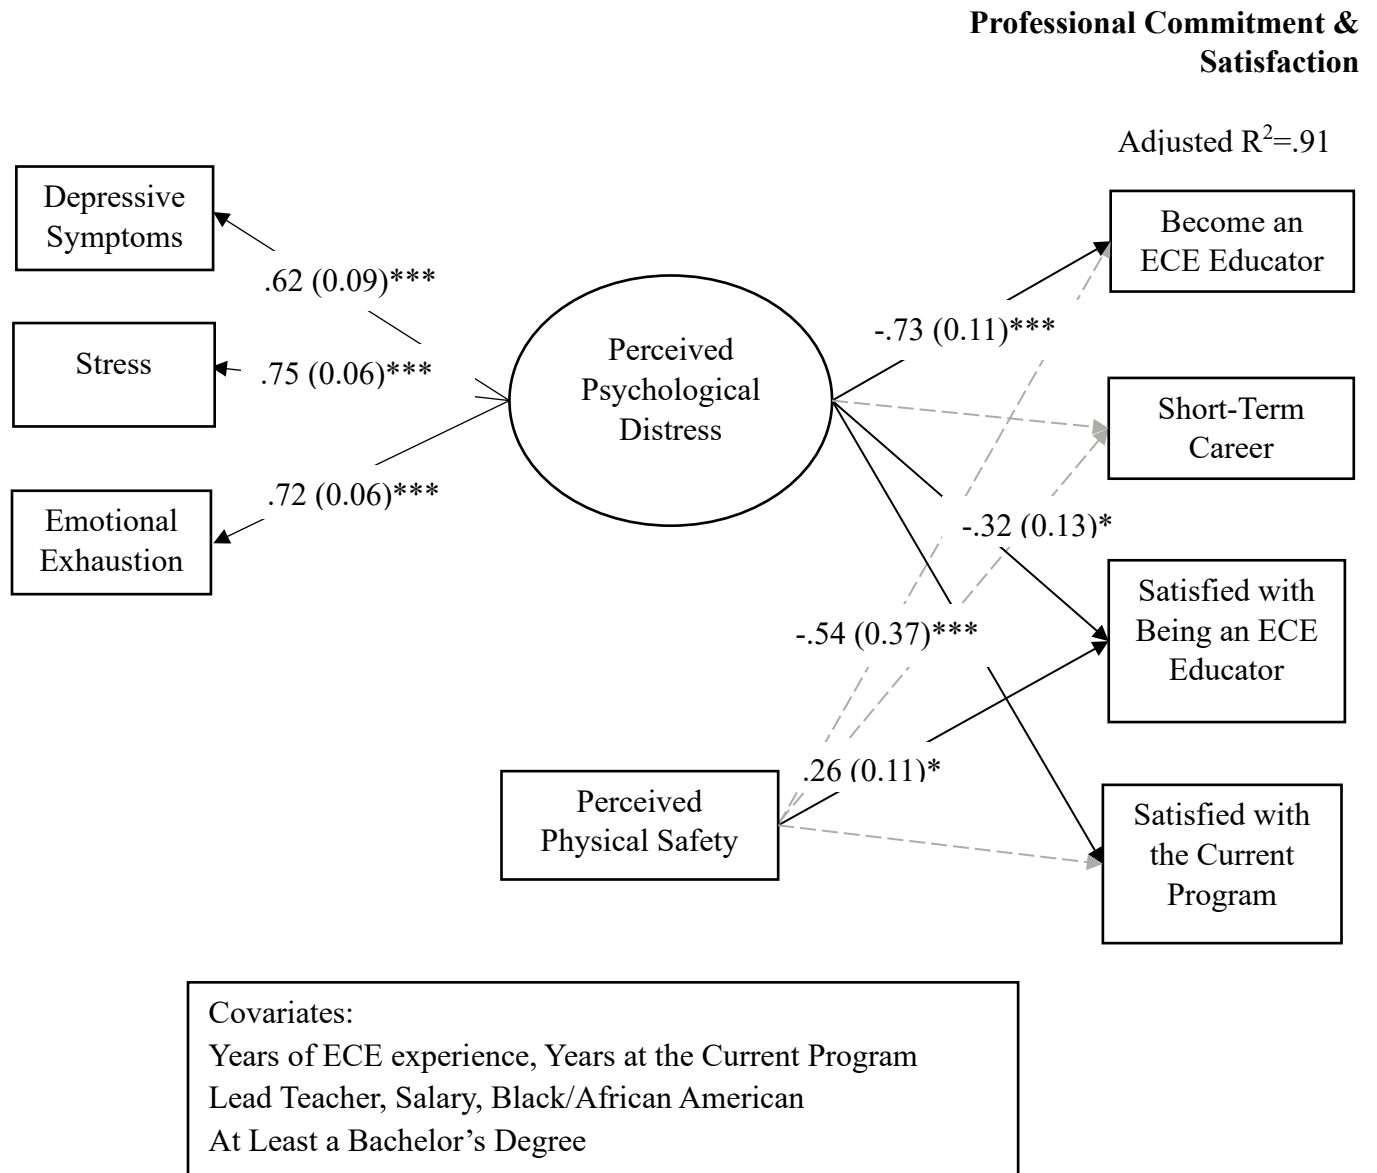 Professional Commitment &
Satisfaction
Adjusted R²=.91
Depressive
Symptoms
.62 (0.09)***
Stress
.75 (0.06)***
Emotional
Exhaustion
.72 (0.06)***
Perceived
Psychological
Distress
-.73 (0.11)***
-.32 (0.13)*
-.54 (0.37)***
.26 (0.11)*
Perceived
Physical Safety
Become an
ECE Educator
Short-Term
Career
Satisfied with
Being an ECE
Educator
Satisfied with
the Current
Program
Covariates:
Years of ECE experience, Years at the Current Program
Lead Teacher, Salary, Black/African American
At Least a Bachelor’s Degree